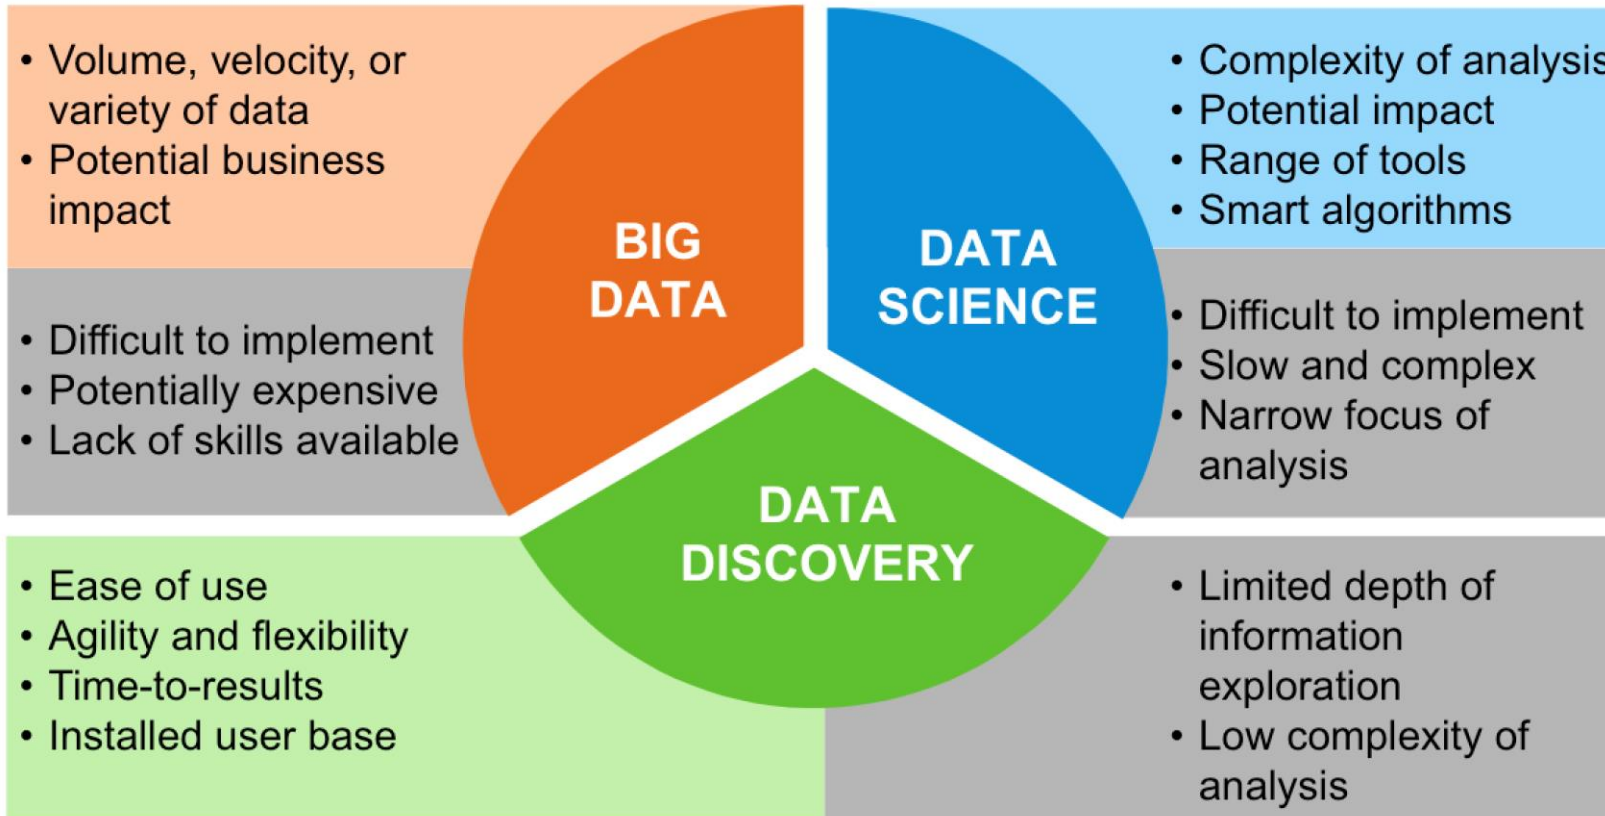 • Volume, velocity, or
variety of data
• Potential business
impact
• Difficult to implement
• Potentially expensive
• Lack of skills available
BIG
DATA
DATA
SCIENCE
• Complexity of analysis
• Potential impact
• Range of tools
• Smart algorithms
• Difficult to implement
• Slow and complex
• Narrow focus of
analysis
DATA
DISCOVERY
• Ease of use
• Agility and flexibility
• Time-to-results
• Installed user base
• Limited depth of
information
exploration
• Low complexity of
analysis